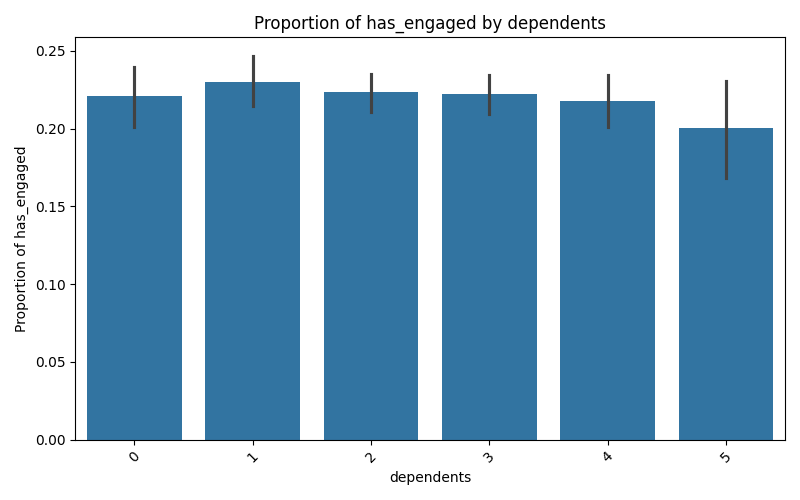 Proportion of has_engaged by dependents
Proportion of has_engaged
0.25
0.20
0.15
0.10
0.05
0.00
0 1 2 3 4 5
dependents